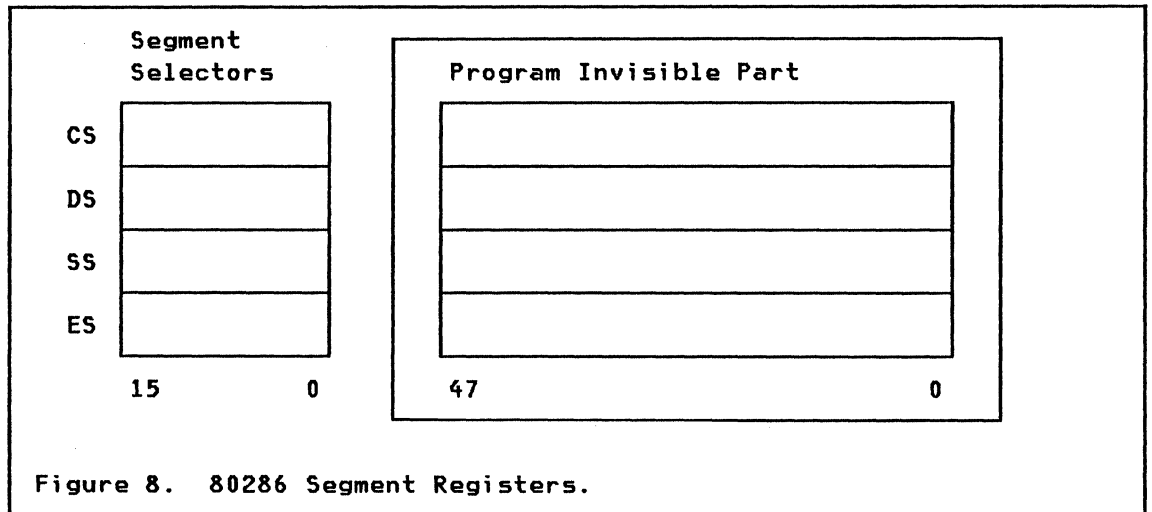 Segment
Selectors Program Invisible Part
CS
DS
SS
ES
15 0 47 0
Figure 8. 80286 Segment Registers.